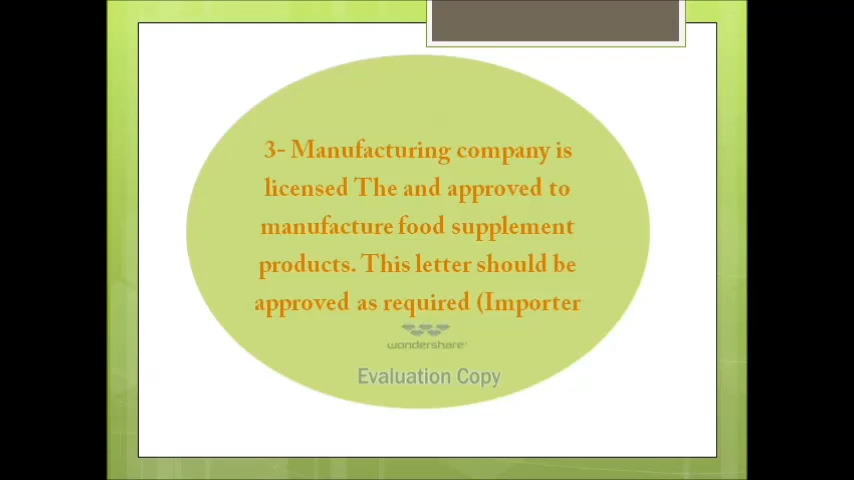 3- Manufacturing company is
licensed The and approved to
manufacture food supplement
products. This letter should be
approved as required (Importer
wondershare
Evaluation Copy